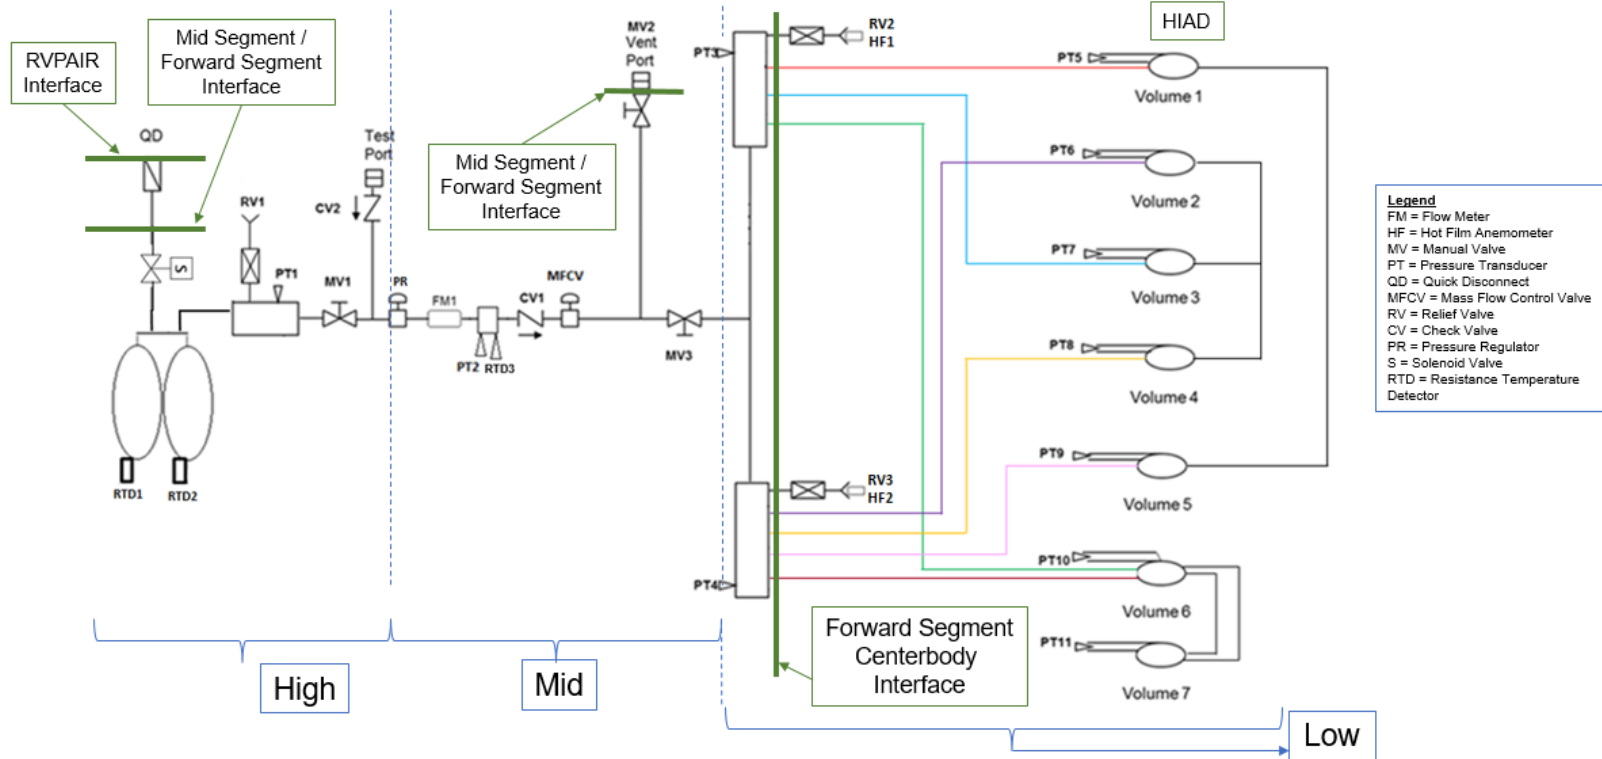 HIAD
RVPAIR
Interface
Mid Segment /
Forward Segment
Interface
QD
S
RV1
PT1
MV1
Test
Port
CV2
PR
FM1
PT2
RTD3
CV1
MFCV
MV2
Vent
Port
Mid Segment /
Forward Segment
Interface
MV3
RTD1
RTD2
PT3
RV2
HF1
PT4
RV3
HF2
PT5
Volume 1
PT6
Volume 2
PT7
Volume 3
PT8
Volume 4
PT9
Volume 5
PT10
Volume 6
PT11
Volume 7
Forward Segment
Centerbody
Interface
High
Mid
Low
Legend
FM = Flow Meter
HF = Hot Film Anemometer
MV = Manual Valve
PT = Pressure Transducer
QD = Quick Disconnect
MFCV = Mass Flow Control Valve
RV = Relief Valve
CV = Check Valve
PR = Pressure Regulator
S = Solenoid Valve
RTD = Resistance Temperature
Detector